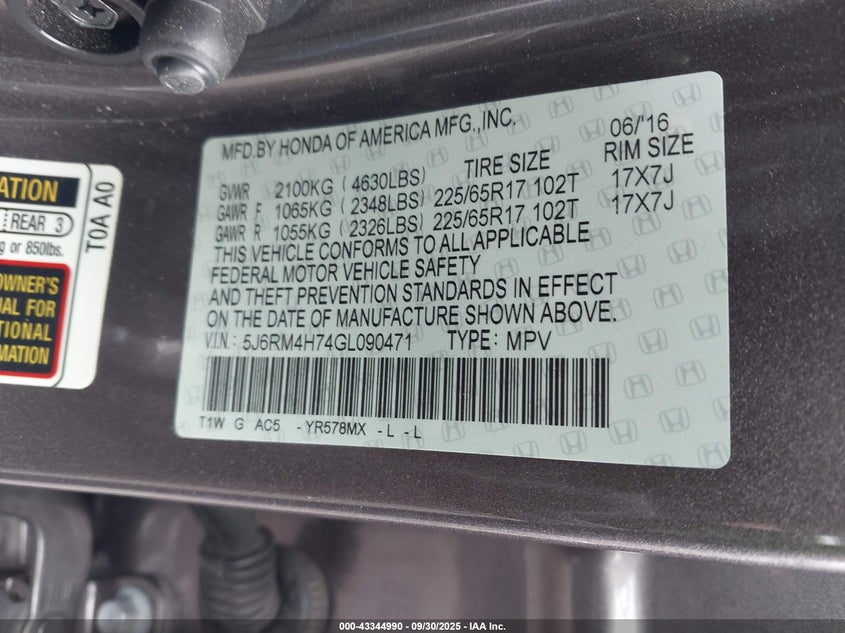 ATION
REAR 3
g or 850lbs.
T0A A0
OWNER'S
UAL FOR
TIONAL
MATION
MFD.BY HONDA OF AMERICA MFG.,INC. 06/'16
TIRE SIZE RIM SIZE
GVWR 2100KG (4630LBS)
GAWR F 1065KG (2348LBS) 225/65R17 102T 17X7J
GAWR R 1055KG (2326LBS) 225/65R17 102T 17X7J
THIS VEHICLE CONFORMS TO ALL APPLICABLE
FEDERAL MOTOR VEHICLE SAFETY
AND THEFT PREVENTION STANDARDS IN EFFECT
ON THE DATE OF MANUFACTURE SHOWN ABOVE.
V.I.N: 5J6RM4H74GL090471 TYPE: MPV
T1W G AC5 -YR578MX -L -L
000-43344990 - 09/30/2025 - IAA Inc.